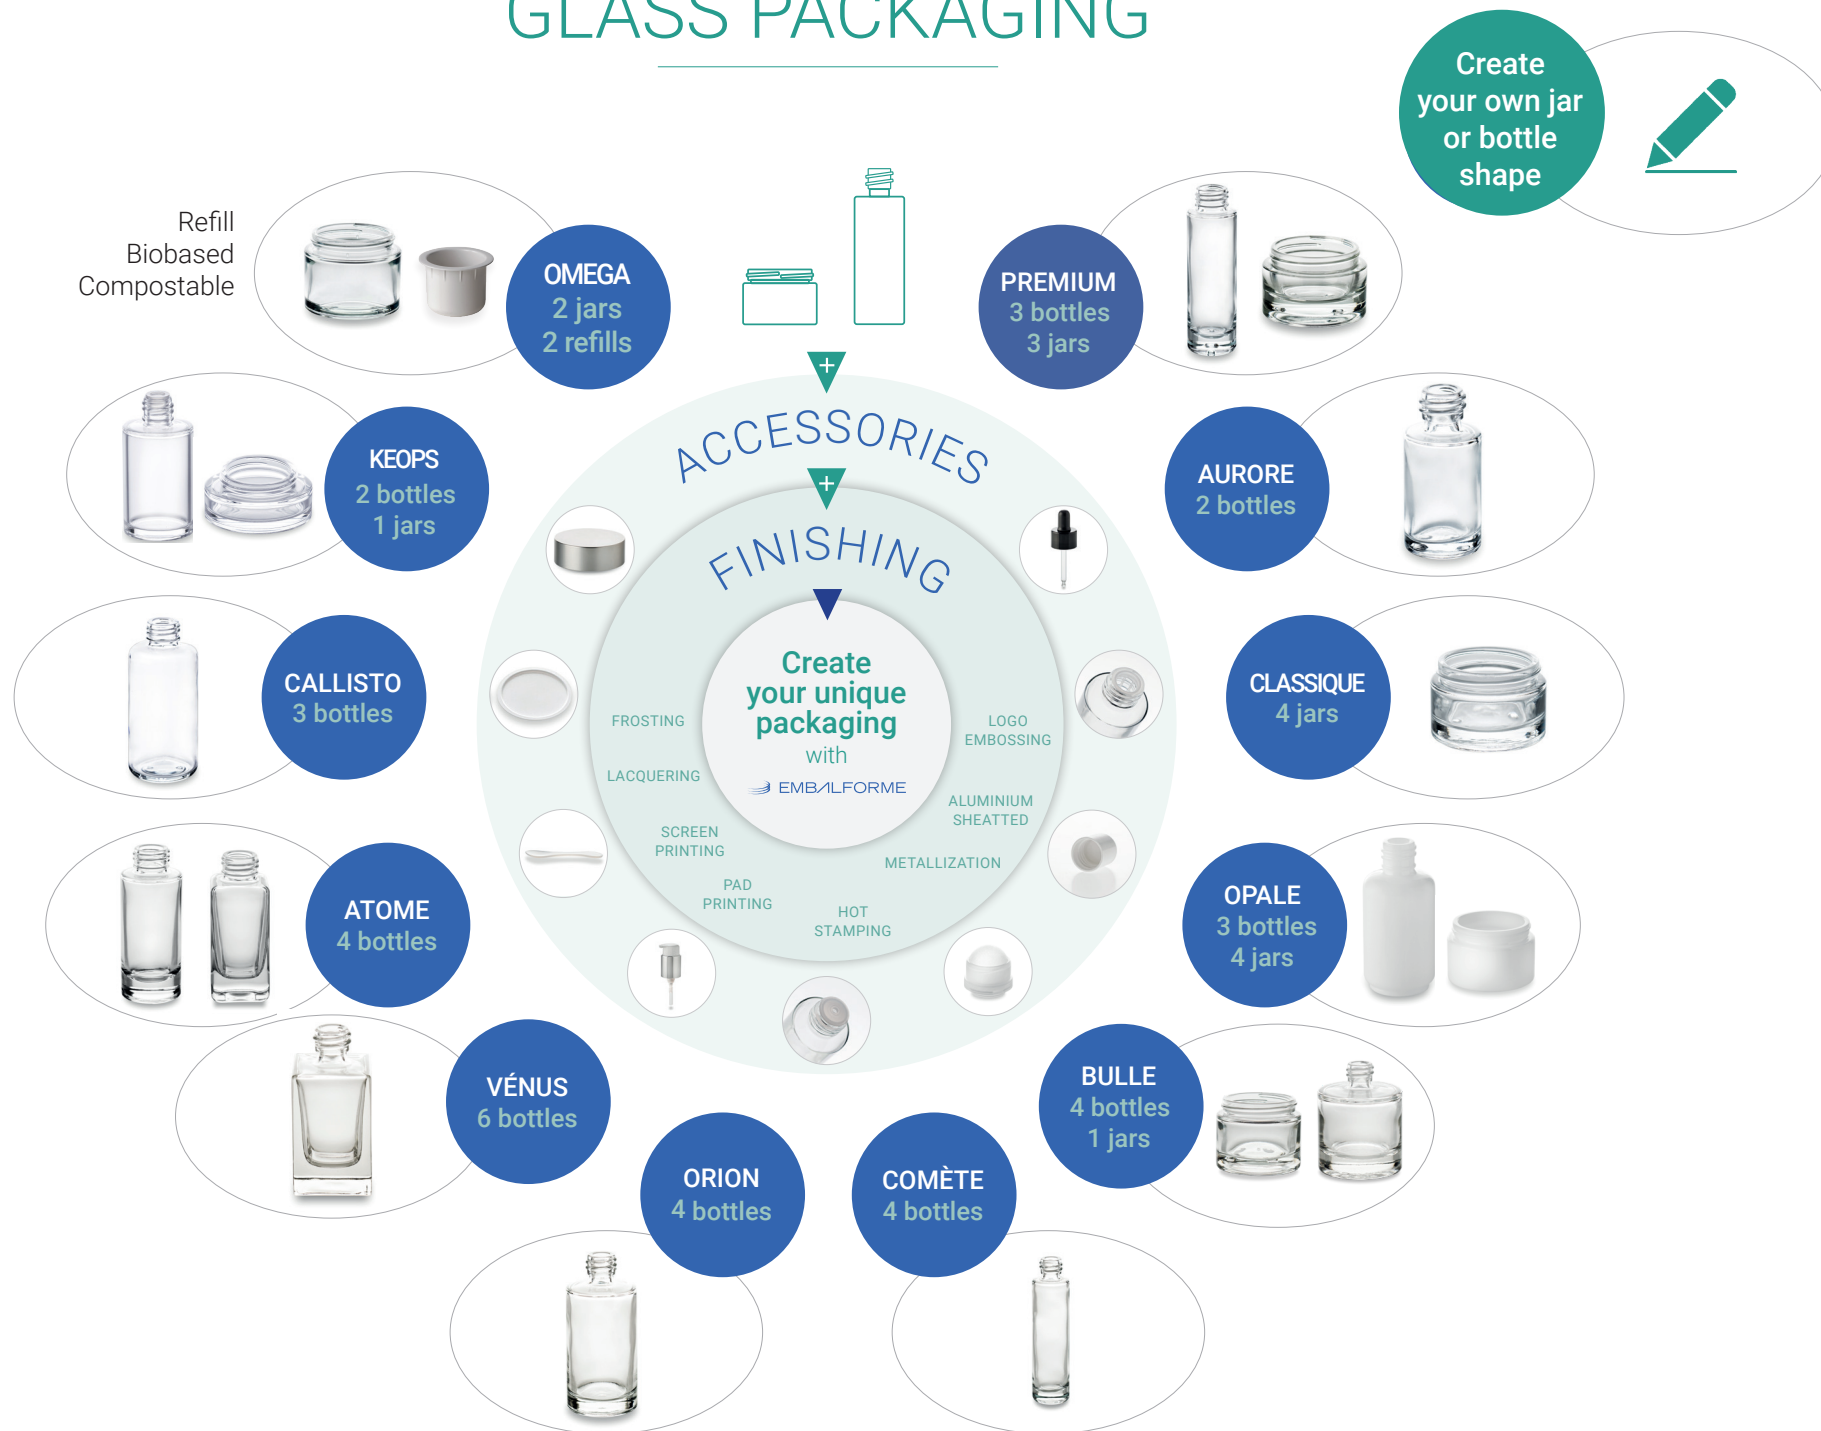 GLASS PACKAGING
Create
your own jar
or bottle
shape
Refill
Biobased
Compostable
OMEGA
2 jars
2 refills
PREMIUM
3 bottles
3 jars
KEOPS
2 bottles
1 jars
AURORE
2 bottles
CALLISTO
3 bottles
CLASSIQUE
4 jars
ATOME
4 bottles
OPALE
3 bottles
4 jars
VÉNUS
6 bottles
BULLE
4 bottles
1 jars
ORION
4 bottles
COMÈTE
4 bottles
ACCESSORIES
FINISHING
Create
your unique
packaging
with
EMBALFORME
FROSTING
LACQUERING
SCREEN
PRINTING
PAD
PRINTING
HOT
STAMPING
METALLIZATION
ALUMINIUM
SHEATTED
LOGO
EMBOSSING